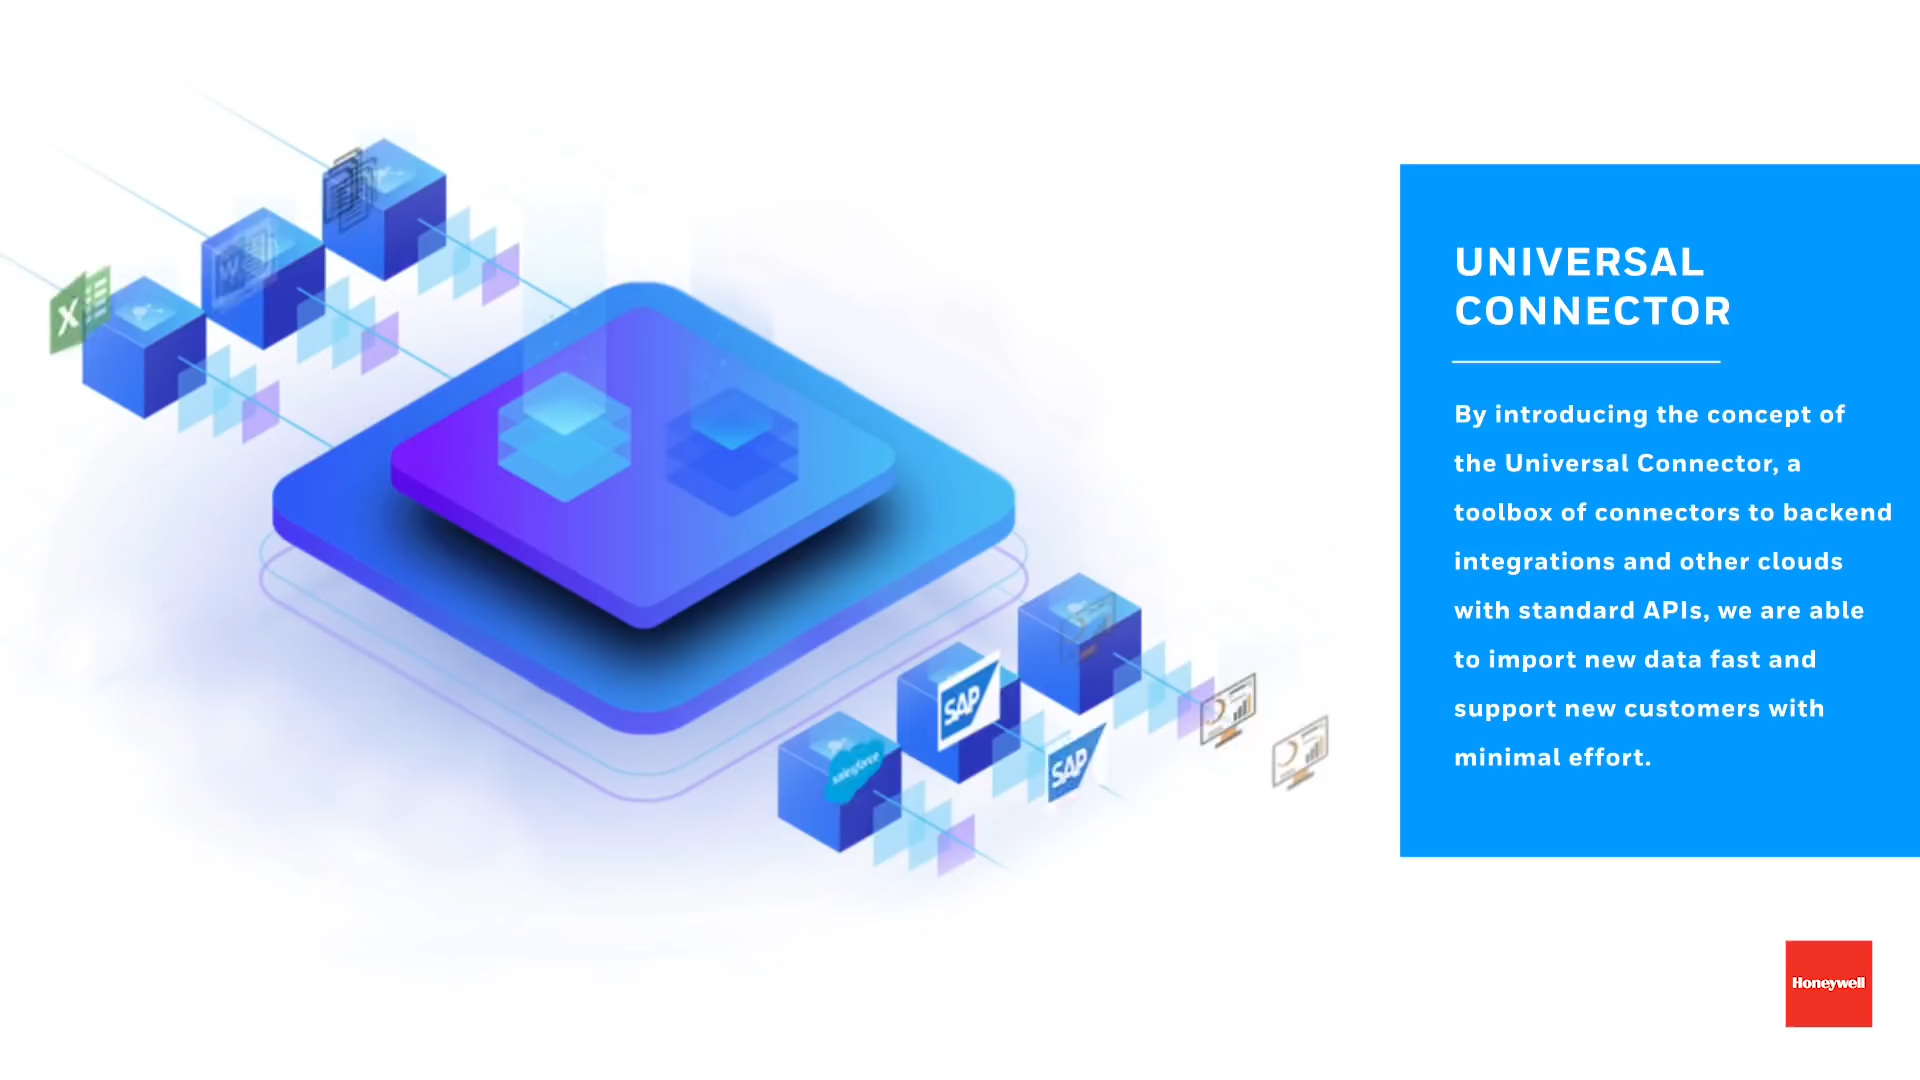 UNIVERSAL
CONNECTOR
By introducing the concept of
the Universal Connector, a
toolbox of connectors to backend
integrations and other clouds
with standard APIs, we are able
to import new data fast and
support new customers with
minimal effort.
X
W
SAP
SAP
salesforce
Honeywell